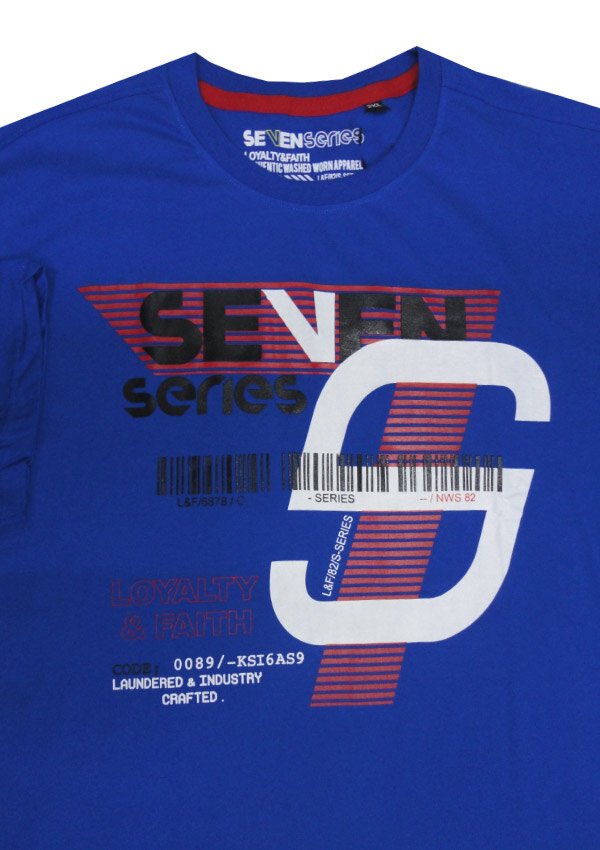 SEVENseries
LOYALTY&FAITH
WASHED WORN APPAREL
SEVEN
series
S
L&F/6878 / C
- SERIES
– / NWS 82
L&F/82/S-SERIES
LOYALTY
& FAITH
CODE: 0089/-KSI6AS9
LAUNDERED & INDUSTRY
CRAFTED .